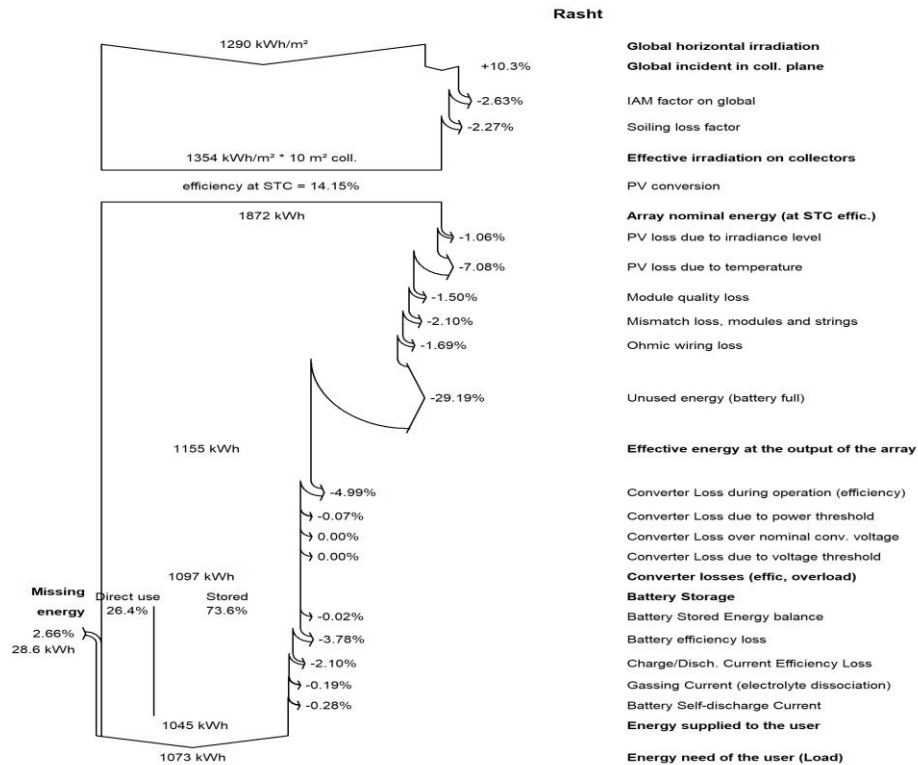 Rasht
1290 kWh/m²
Global horizontal irradiation
+10.3% Global incident in coll. plane
-2.63% IAM factor on global
-2.27% Soiling loss factor
1354 kWh/m² * 10 m² coll. Effective irradiation on collectors
efficiency at STC = 14.15% PV conversion
1872 kWh Array nominal energy (at STC effic.)
-1.06% PV loss due to irradiance level
-7.08% PV loss due to temperature
-1.50% Module quality loss
-2.10% Mismatch loss, modules and strings
-1.69% Ohmic wiring loss
-29.19% Unused energy (battery full)
1155 kWh Effective energy at the output of the array
-4.99% Converter Loss during operation (efficiency)
-0.07% Converter Loss due to power threshold
0.00% Converter Loss over nominal conv. voltage
0.00% Converter Loss due to voltage threshold
1097 kWh Converter losses (effic, overload)
Missing Direct use Stored Battery Storage
energy 26.4% 73.6%
-0.02% Battery Stored Energy balance
2.66% -3.78% Battery efficiency loss
28.6 kWh
-2.10% Charge/Disch. Current Efficiency Loss
-0.19% Gassing Current (electrolyte dissociation)
-0.28% Battery Self-discharge Current
1045 kWh Energy supplied to the user
1073 kWh Energy need of the user (Load)